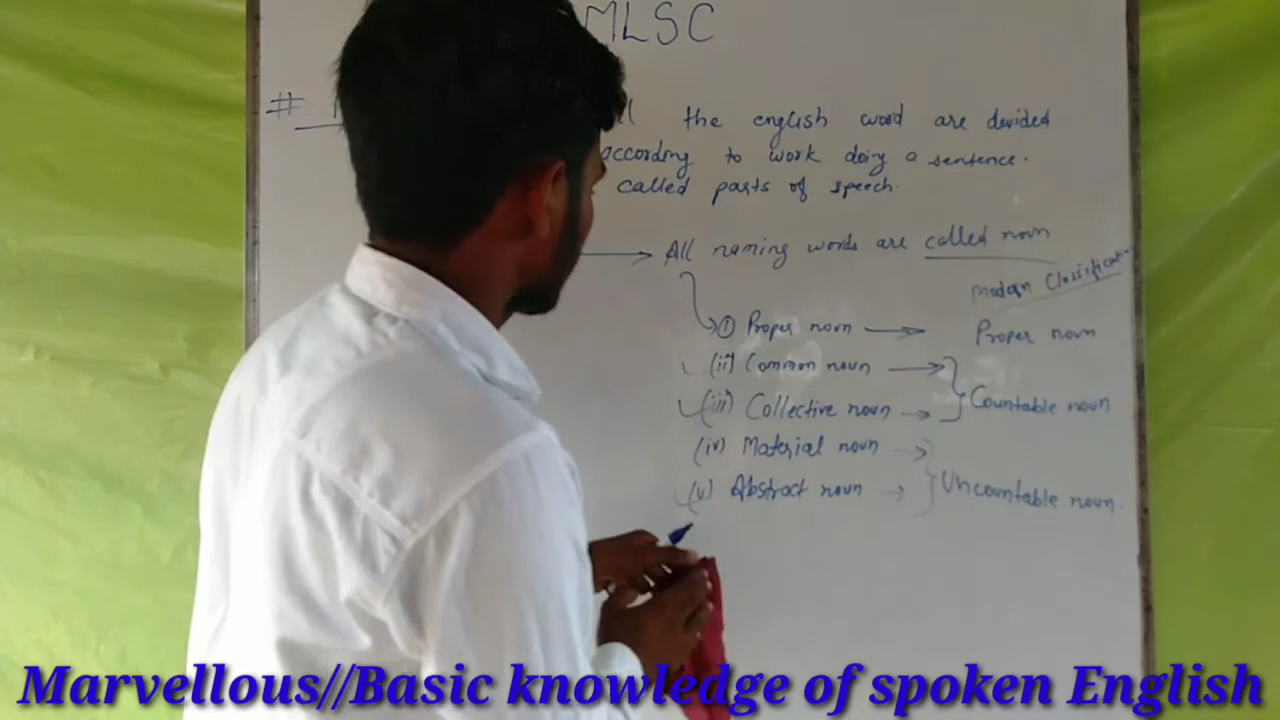 MLSC
#
the english word are devided
according to work doing a sentence.
called parts of speech.
All naming words are called noun
Modern Classification
(i) Proper noun → Proper noun
(ii) Common noun →
(iii) Collective noun → } Countable noun
(iv) Material noun →
(v) Abstract noun → } Uncountable noun.
Marvellous//Basic knowledge of spoken English